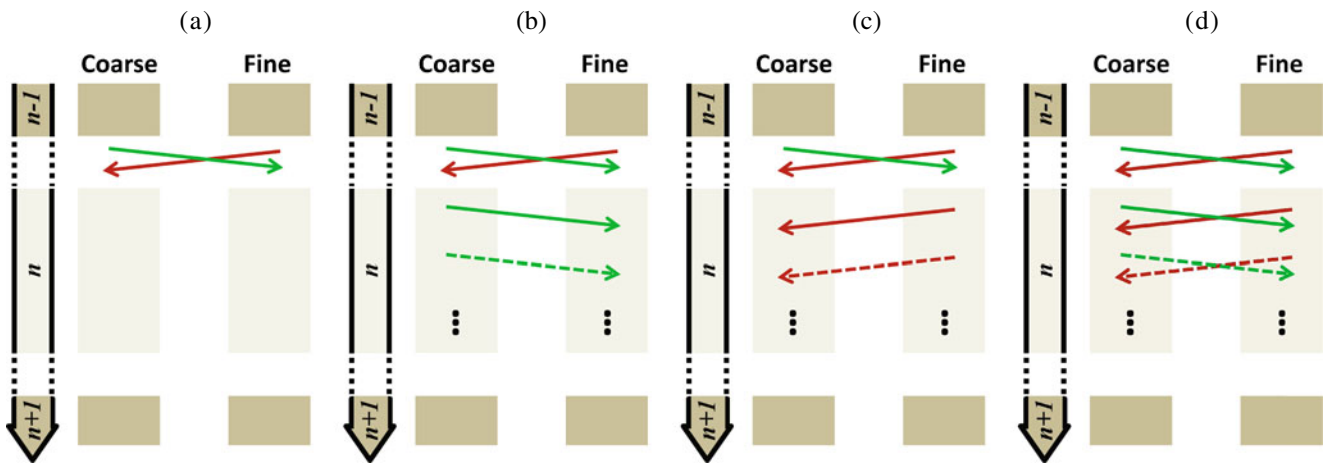 (a) (b) (c) (d)
Coarse Fine Coarse Fine Coarse Fine Coarse Fine
n-1 n-1 n-1 n-1
n n n n
n+1 n+1 n+1 n+1